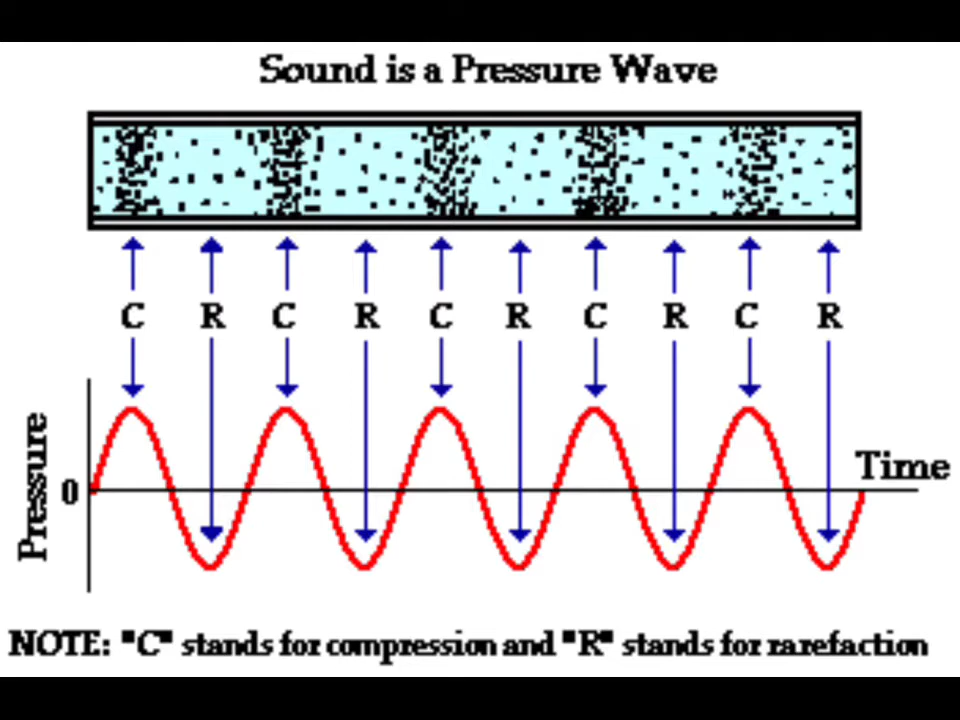 Sound is a Pressure Wave
C R C R C R C R C R
Pressure
0
Time
NOTE: "C" stands for compression and "R" stands for rarefaction